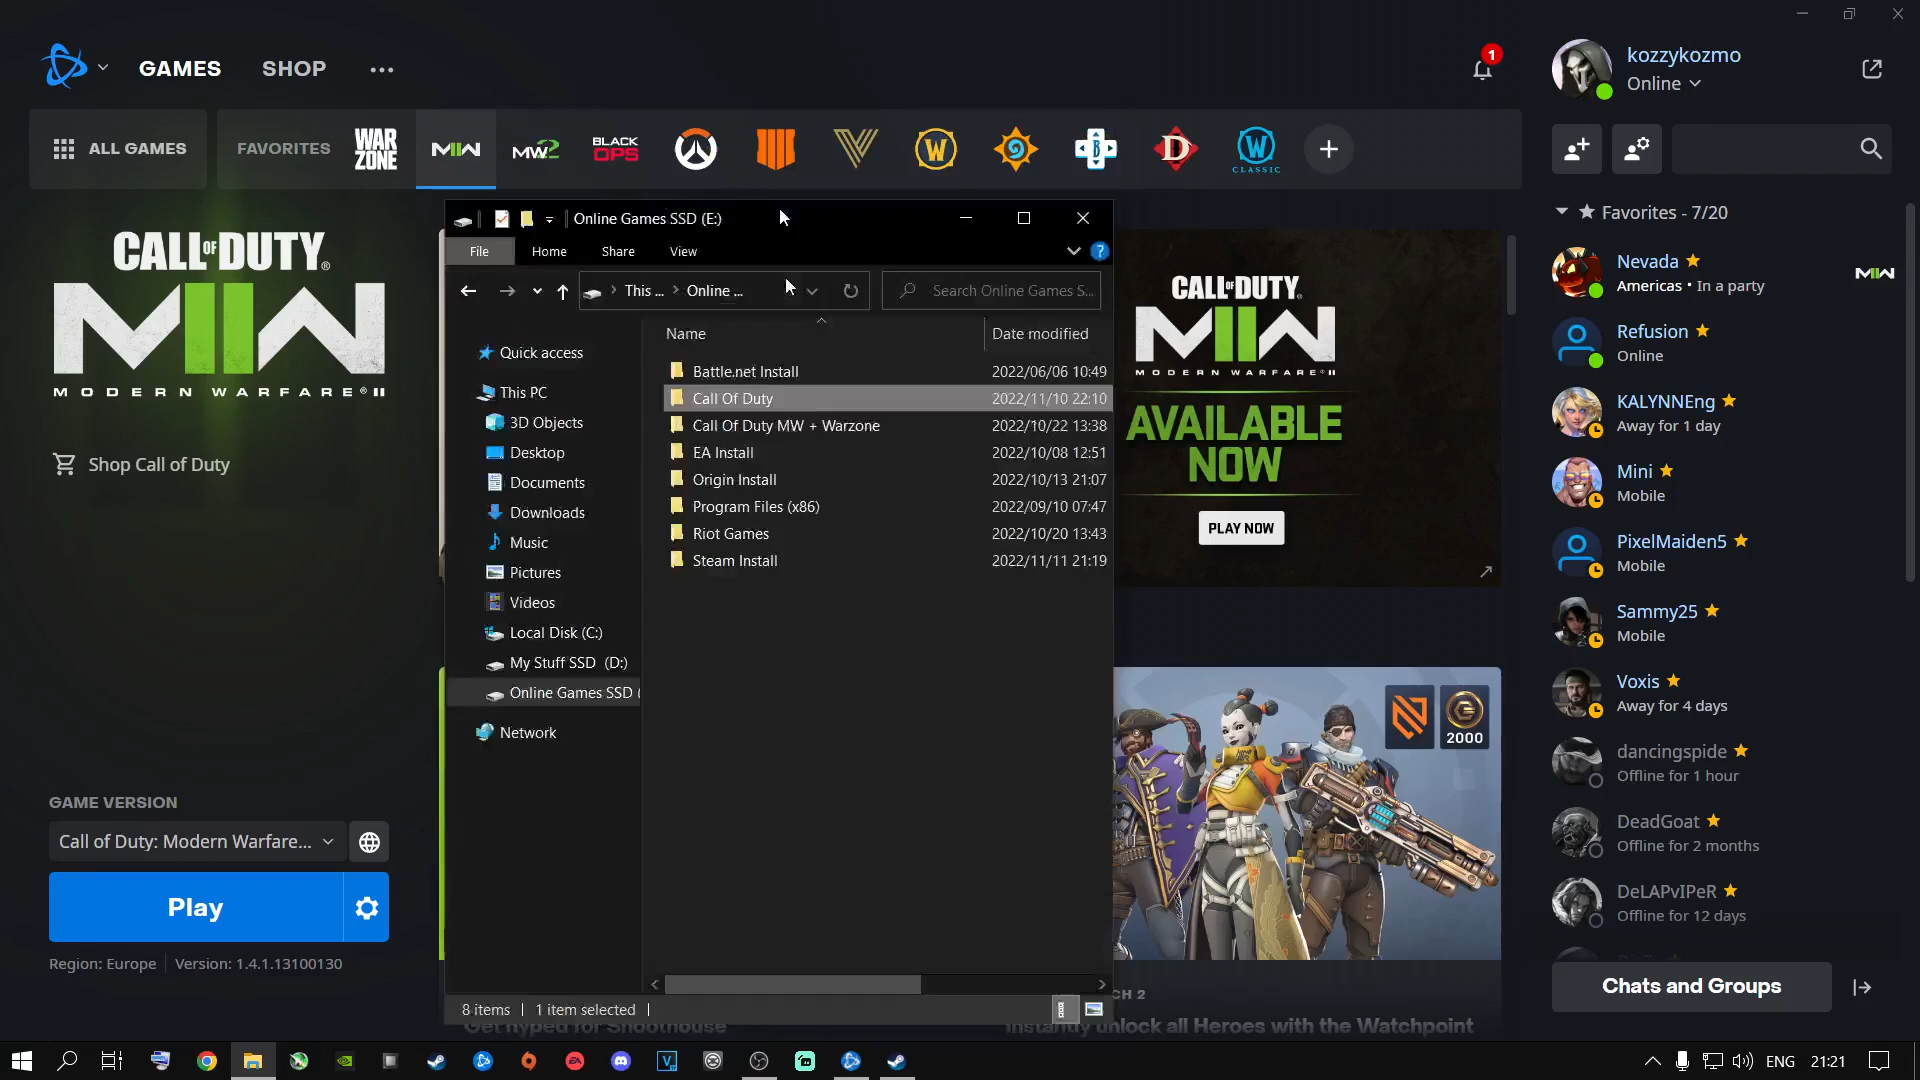 GAMES
SHOP
1
kozzykozmo
Online
ALL GAMES
FAVORITES
WAR
ZONE
MW
MW2
BLACK
OPS
W
D
W
CLASSIC
CALL OF DUTY®
MW
MODERN WARFARE® II
Shop Call of Duty
GAME VERSION
Call of Duty: Modern Warfare...
Play
Region: Europe
Version: 1.4.1.13100130
Online Games SSD (E:)
File
Home
Share
View
?
This ...
Online ...
Search Online Games S...
Name
Date modified
Quick access
This PC
3D Objects
Desktop
Documents
Downloads
Music
Pictures
Videos
Local Disk (C:)
My Stuff SSD (D:)
Online Games SSD (
Network
Battle.net Install 2022/06/06 10:49
Call Of Duty 2022/11/10 22:10
Call Of Duty MW + Warzone 2022/10/22 13:38
EA Install 2022/10/08 12:51
Origin Install 2022/10/13 21:07
Program Files (x86) 2022/09/10 07:47
Riot Games 2022/10/20 13:43
Steam Install 2022/11/11 21:19
8 items
1 item selected
CALL OF DUTY®
MW
MODERN WARFARE® II
AVAILABLE
NOW
PLAY NOW
2000
CH 2
Get hyped for Shoothouse
Instantly unlock all Heroes with the Watchpoint
Favorites - 7/20
Nevada
Americas • In a party
MW
Refusion
Online
KALYNNEng
Away for 1 day
Mini
Mobile
PixelMaiden5
Mobile
Sammy25
Mobile
Voxis
Away for 4 days
dancingspide
Offline for 1 hour
DeadGoat
Offline for 2 months
DeLAPvIPeR
Offline for 12 days
Chats and Groups
ENG
21:21